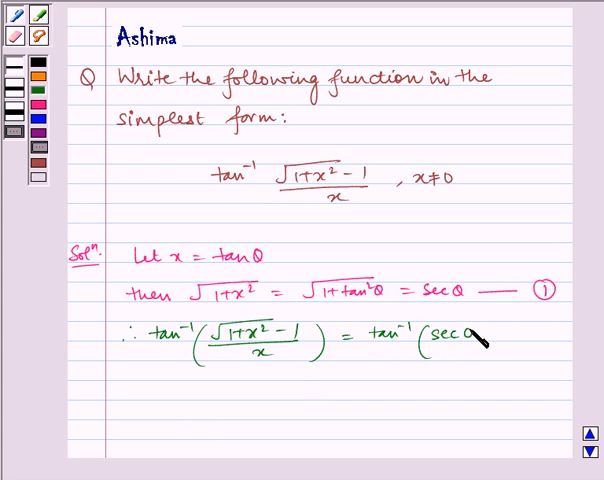 Ashima
Q Write the following function in the
simplest form:
tan⁻¹ (√(1+x²) - 1)/x , x≠0
Solⁿ. Let x = tanθ
then √(1+x²) = √(1+tan²θ) = secθ —— ①
∴ tan⁻¹((√(1+x²) - 1)/x) = tan⁻¹(secθ